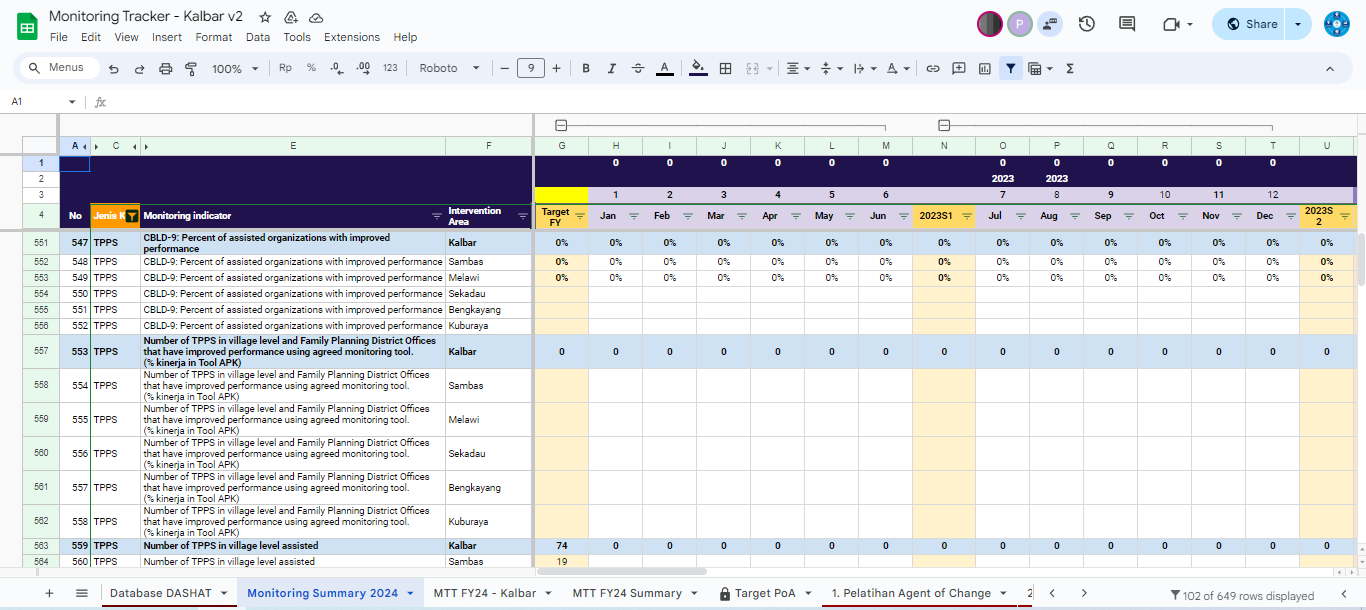 Monitoring Tracker - Kalbar v2
File Edit View Insert Format Data Tools Extensions Help
P
Share
Menus 100% Rp % .0 .00 123 Roboto 9 B I A
A1 fx
A C E F G H I J K L M N O P Q R S T U
1 0 0 0 0 0 0 0 0 0 0 0 0
2 2023 2023
3 1 2 3 4 5 6 7 8 9 10 11 12
4 No Jenis K Monitoring indicator Intervention Area Target FY Jan Feb Mar Apr May Jun 2023S1 Jul Aug Sep Oct Nov Dec 2023S 2
551 547 TPPS CBLD-9: Percent of assisted organizations with improved performance Kalbar 0% 0% 0% 0% 0% 0% 0% 0% 0% 0% 0% 0% 0% 0% 0%
552 548 TPPS CBLD-9: Percent of assisted organizations with improved performance Sambas 0% 0% 0% 0% 0% 0% 0% 0% 0% 0% 0% 0% 0% 0% 0%
553 549 TPPS CBLD-9: Percent of assisted organizations with improved performance Melawi 0% 0% 0% 0% 0% 0% 0% 0% 0% 0% 0% 0% 0% 0% 0%
554 550 TPPS CBLD-9: Percent of assisted organizations with improved performance Sekadau
555 551 TPPS CBLD-9: Percent of assisted organizations with improved performance Bengkayang
556 552 TPPS CBLD-9: Percent of assisted organizations with improved performance Kuburaya
Number of TPPS in village level and Family Planning District Offices
557 553 TPPS that have improved performance using agreed monitoring tool. Kalbar 0 0 0 0 0 0 0 0 0 0 0 0 0 0 0
(% kinerja in Tool APK)
Number of TPPS in village level and Family Planning District Offices
558 554 TPPS that have improved performance using agreed monitoring tool. Sambas
(% kinerja in Tool APK)
Number of TPPS in village level and Family Planning District Offices
559 555 TPPS that have improved performance using agreed monitoring tool. Melawi
(% kinerja in Tool APK)
Number of TPPS in village level and Family Planning District Offices
560 556 TPPS that have improved performance using agreed monitoring tool. Sekadau
(% kinerja in Tool APK)
Number of TPPS in village level and Family Planning District Offices
561 557 TPPS that have improved performance using agreed monitoring tool. Bengkayang
(% kinerja in Tool APK)
Number of TPPS in village level and Family Planning District Offices
562 558 TPPS that have improved performance using agreed monitoring tool. Kuburaya
(% kinerja in Tool APK)
563 559 TPPS Number of TPPS in village level assisted Kalbar 74 0 0 0 0 0 0 0 0 0 0 0 0 0 0
564 560 TPPS Number of TPPS in village level assisted Sambas 19
Database DASHAT Monitoring Summary 2024 MTT FY24 - Kalbar MTT FY24 Summary Target PoA 1. Pelatihan Agent of Change 2 102 of 649 rows displayed